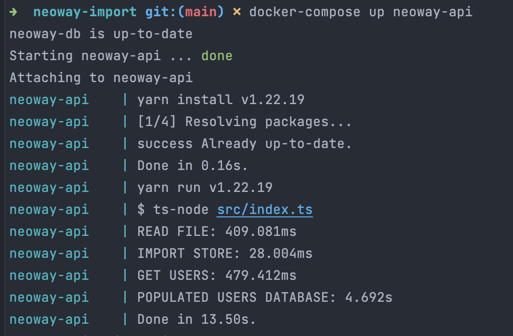 → neoway-import git:(main) ✗ docker-compose up neoway-api
neoway-db is up-to-date
Starting neoway-api ... done
Attaching to neoway-api
neoway-api | yarn install v1.22.19
neoway-api | [1/4] Resolving packages...
neoway-api | success Already up-to-date.
neoway-api | Done in 0.16s.
neoway-api | yarn run v1.22.19
neoway-api | $ ts-node src/index.ts
neoway-api | READ FILE: 409.081ms
neoway-api | IMPORT STORE: 28.004ms
neoway-api | GET USERS: 479.412ms
neoway-api | POPULATED USERS DATABASE: 4.692s
neoway-api | Done in 13.50s.